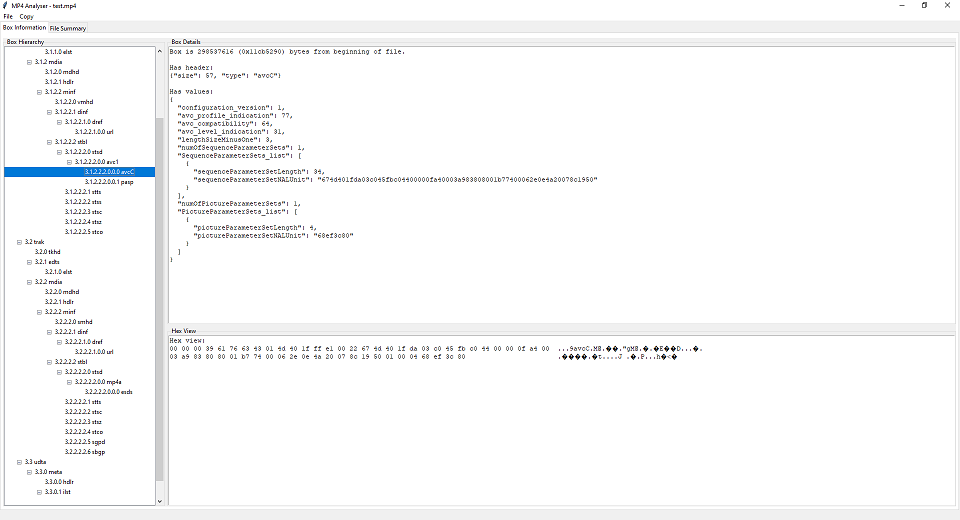 MP4 Analyser - test.mp4
File Copy
Box Information File Summary
Box Hierarchy
3.1.1.0 elst
3.1.2 mdia
3.1.2.0 mdhd
3.1.2.1 hdlr
3.1.2.2 minf
3.1.2.2.0 vmhd
3.1.2.2.1 dinf
3.1.2.2.1.0 dref
3.1.2.2.1.0.0 url
3.1.2.2.2 stbl
3.1.2.2.2.0 stsd
3.1.2.2.2.0.0 avc1
3.1.2.2.2.0.0.0 avcC
3.1.2.2.2.0.0.1 pasp
3.1.2.2.2.1 stts
3.1.2.2.2.2 stss
3.1.2.2.2.3 stsc
3.1.2.2.2.4 stsz
3.1.2.2.2.5 stco
3.2 trak
3.2.0 tkhd
3.2.1 edts
3.2.1.0 elst
3.2.2 mdia
3.2.2.0 mdhd
3.2.2.1 hdlr
3.2.2.2 minf
3.2.2.2.0 smhd
3.2.2.2.1 dinf
3.2.2.2.1.0 dref
3.2.2.2.1.0.0 url
3.2.2.2.2 stbl
3.2.2.2.2.0 stsd
3.2.2.2.2.0.0 mp4a
3.2.2.2.2.0.0.0 esds
3.2.2.2.2.1 stts
3.2.2.2.2.2 stsc
3.2.2.2.2.3 stsz
3.2.2.2.2.4 stco
3.2.2.2.2.5 sgpd
3.2.2.2.2.6 sbgp
3.3 udta
3.3.0 meta
3.3.0.0 hdlr
3.3.0.1 ilst
Box Details
Box is 298537616 (0x11cb5290) bytes from beginning of file.
Has header:
{"size": 57, "type": "avcC"}
Has values:
{
"configuration_version": 1,
"avc_profile_indication": 77,
"avc_compatibility": 64,
"avc_level_indication": 31,
"lengthSizeMinusOne": 3,
"numOfSequenceParameterSets": 1,
"SequenceParameterSets_list": [
{
"sequenceParameterSetLength": 34,
"sequenceParameterSetNALUnit": "674d401fda03c045fbc04400000fa40003a983808001b77400062e0e4a20078c1950"
}
],
"numOfPictureParameterSets": 1,
"PictureParameterSets_list": [
{
"pictureParameterSetLength": 4,
"pictureParameterSetNALUnit": "68ef3c80"
}
]
}
Hex View
Hex view:
00 00 00 39 61 76 63 43 01 4d 40 1f ff e1 00 22 67 4d 40 1f da 03 c0 45 fb c0 44 00 00 0f a4 00 ...9avcC.M@.��."gM@.�.�E��D...�.
03 a9 83 80 80 01 b7 74 00 06 2e 0e 4a 20 07 8c 19 50 01 00 04 68 ef 3c 80 .����.�t....J .�.P...h�<�